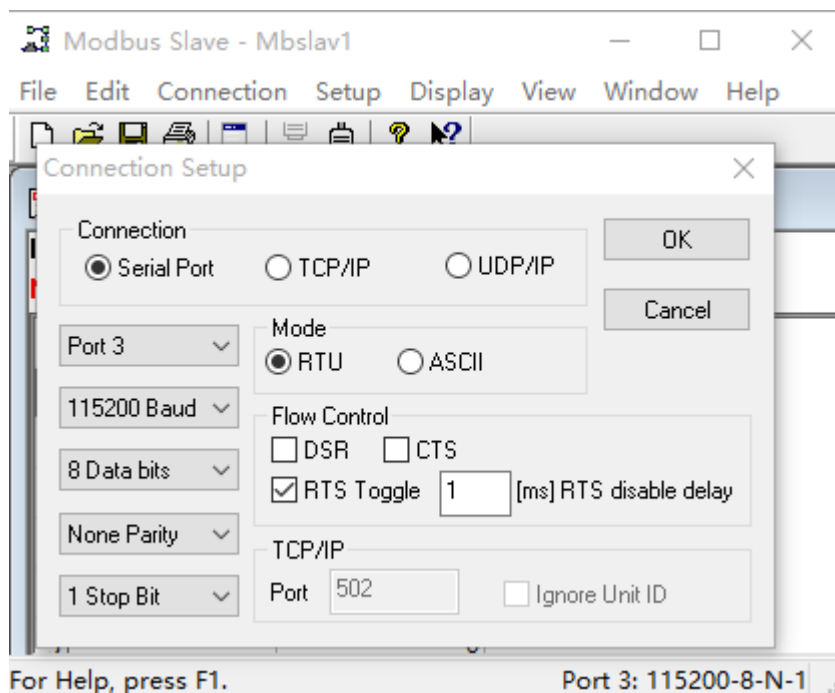 Modbus Slave - Mbslav1
File Edit Connection Setup Display View Window Help
Connection Setup
Connection
Serial Port TCP/IP UDP/IP
OK
Cancel
Port 3
Mode
RTU ASCII
115200 Baud
Flow Control
DSR CTS
8 Data bits
RTS Toggle 1 [ms] RTS disable delay
None Parity
TCP/IP
1 Stop Bit
Port 502 Ignore Unit ID
For Help, press F1. Port 3: 115200-8-N-1